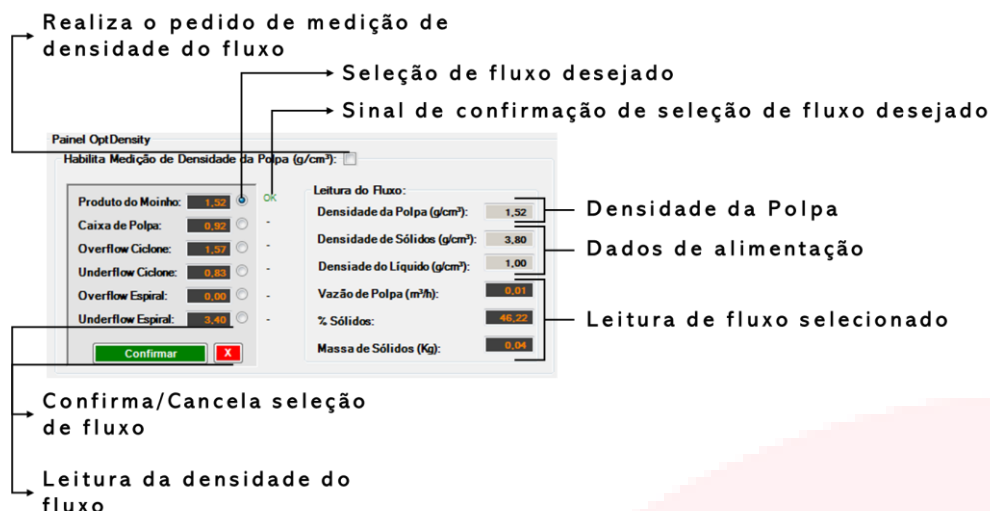 Realiza o pedido de medição de
densidade do fluxo
Seleção de fluxo desejado
Sinal de confirmação de seleção de fluxo desejado
Painel OptDensity
Habilita Medição de Densidade da Polpa (g/cm³):
Produto do Moinho: 1,52 OK
Caixa de Polpa: 0,92 -
Overflow Ciclone: 1,57 -
Underflow Ciclone: 0,83 -
Overflow Espiral: 0,00 -
Underflow Espiral: 3,40 -
Confirmar X
Leitura do Fluxo:
Densidade da Polpa (g/cm³): 1,52
Densidade de Sólidos (g/cm³): 3,80
Densiade do Líquido (g/cm³): 1,00
Vazão de Polpa (m³/h): 0,01
% Sólidos: 46,22
Massa de Sólidos (Kg): 0,04
Densidade da Polpa
Dados de alimentação
Leitura de fluxo selecionado
Confirma/Cancela seleção
de fluxo
Leitura da densidade do
fluxo